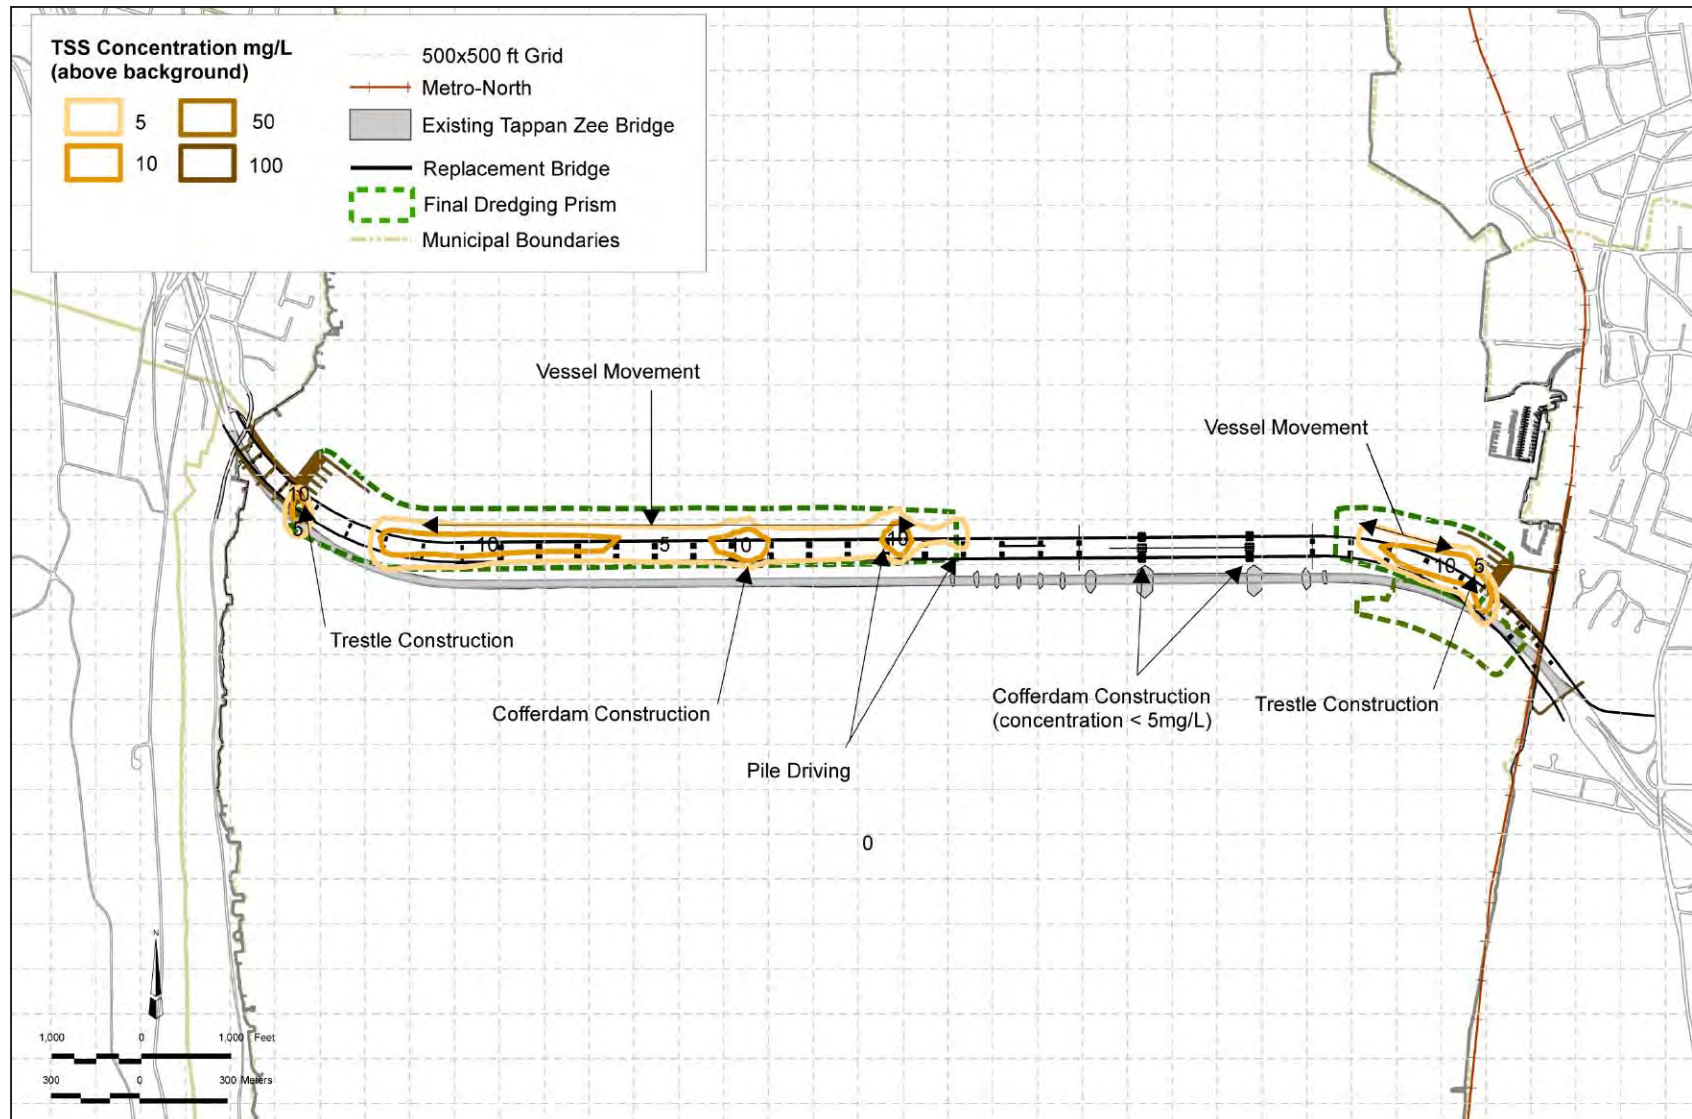 TSS Concentration mg/L
(above background)
5
50
10
100
500x500 ft Grid
Metro-North
Existing Tappan Zee Bridge
Replacement Bridge
Final Dredging Prism
Municipal Boundaries
Vessel Movement
Vessel Movement
10
5
10
5
10
10
10
5
Trestle Construction
Cofferdam Construction
Pile Driving
Cofferdam Construction
(concentration < 5mg/L)
Trestle Construction
0
N
1,000 0 1,000 Feet
300 0 300 Meters